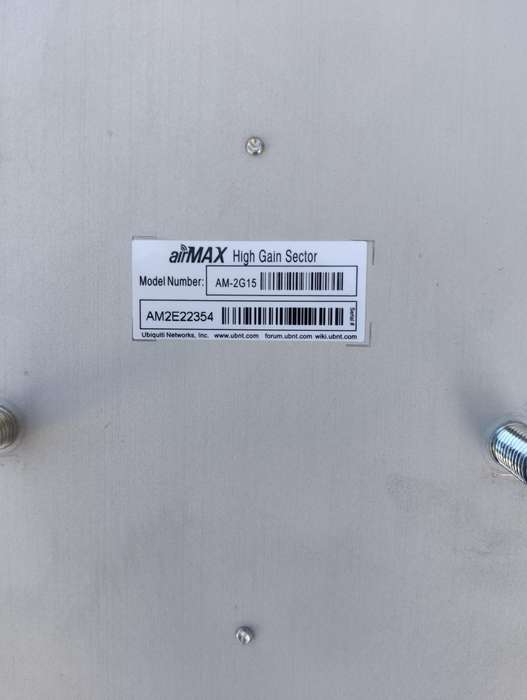 airMAX High Gain Sector
Model Number: AM-2G15
AM2E22354 Serial #
Ubiquiti Networks, Inc. www.ubnt.com forum.ubnt.com wiki.ubnt.com